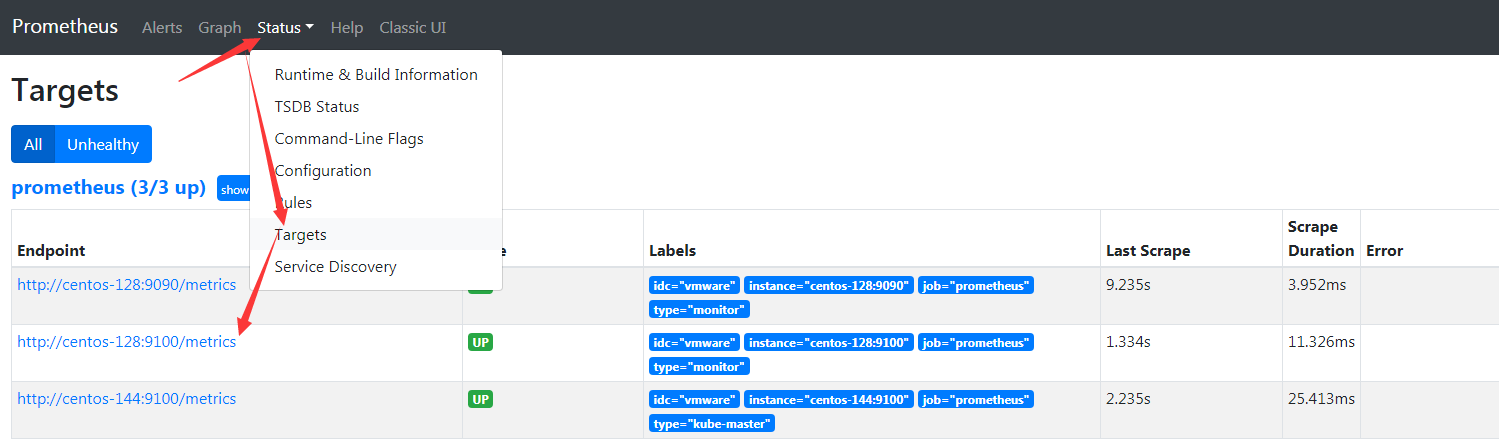 Prometheus Alerts Graph Status Help Classic UI
Runtime & Build Information
TSDB Status
Command-Line Flags
Configuration
Rules
Targets
Service Discovery
Targets
All Unhealthy
prometheus (3/3 up) show
Endpoint Labels Last Scrape Scrape Duration Error
http://centos-128:9090/metrics UP idc="vmware" instance="centos-128:9090" job="prometheus" 9.235s 3.952ms
type="monitor"
http://centos-128:9100/metrics UP idc="vmware" instance="centos-128:9100" job="prometheus" 1.334s 11.326ms
type="monitor"
http://centos-144:9100/metrics UP idc="vmware" instance="centos-144:9100" job="prometheus" 2.235s 25.413ms
type="kube-master"